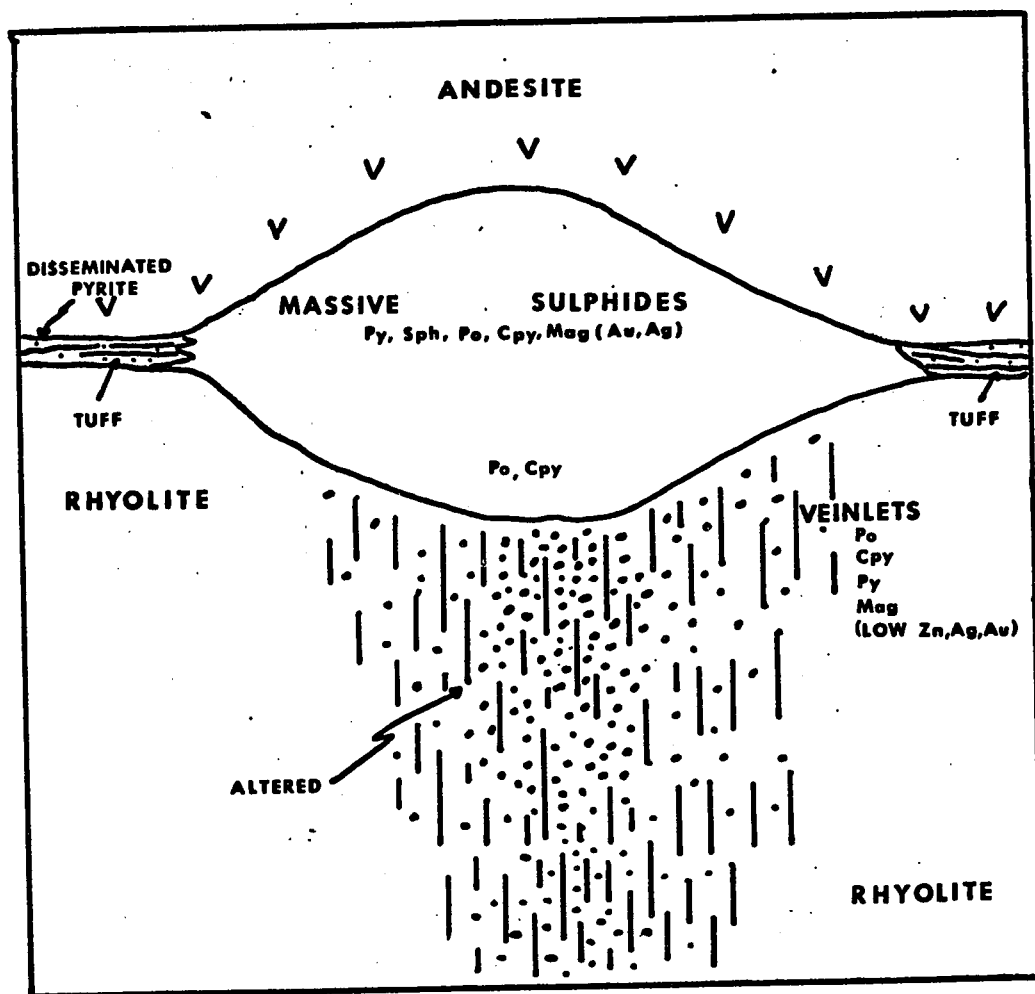 ANDESITE
DISSEMINATED
PYRITE
MASSIVE SULPHIDES
Py, Sph, Po, Cpy, Mag (Au, Ag)
TUFF
TUFF
Po, Cpy
RHYOLITE
VEINLETS
Po
Cpy
Py
Mag
(LOW Zn, Ag, Au)
ALTERED
RHYOLITE